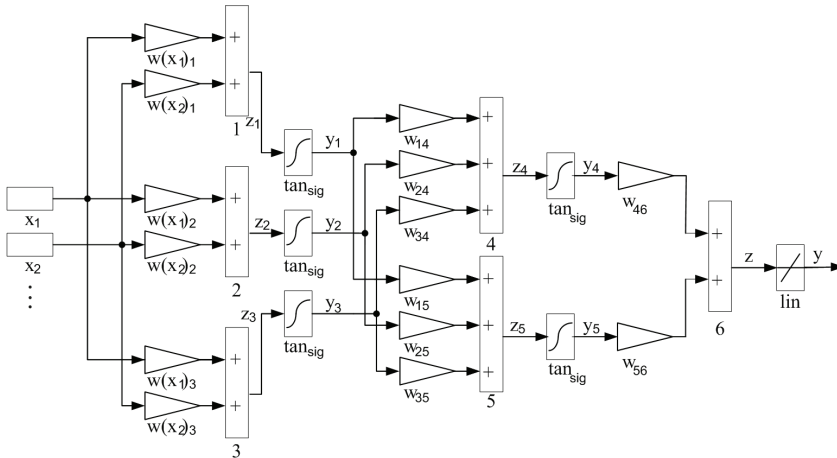 x1
x2
⋮
w(x1)1
w(x2)1
w(x1)2
w(x2)2
w(x1)3
w(x2)3
+
+
1
+
+
2
+
+
3
z1
z2
z3
tansig
tansig
tansig
y1
y2
y3
w14
w24
w34
w15
w25
w35
+
+
+
4
+
+
+
5
z4
z5
tansig
tansig
y4
y5
w46
w56
+
+
6
z
lin
y